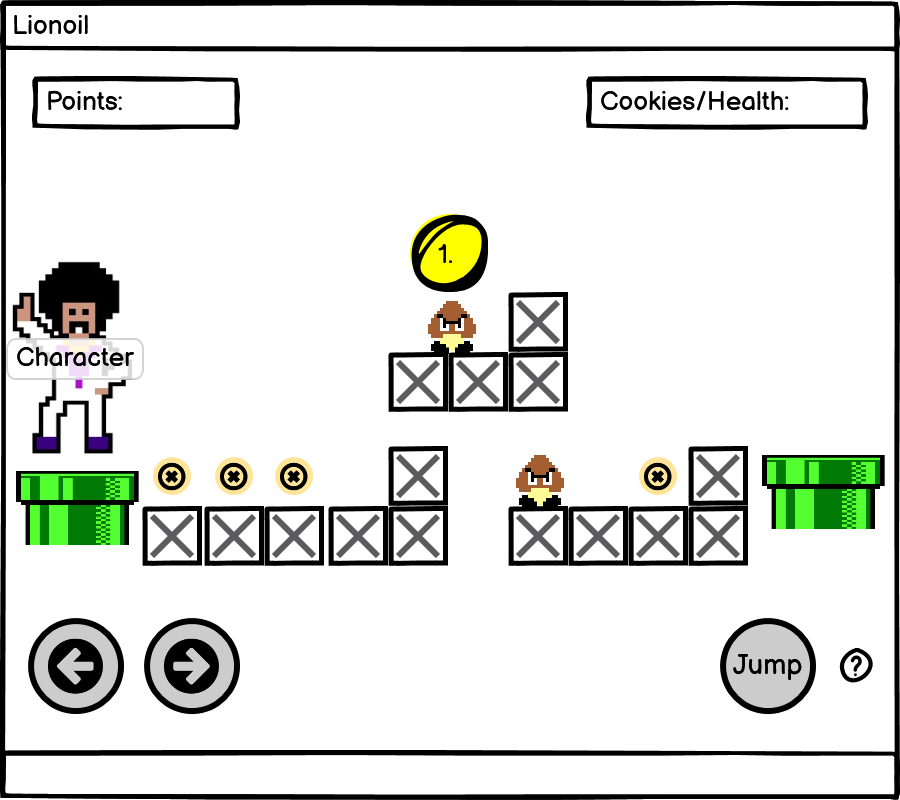 Lionoil
Points:
Cookies/Health:
1.
Character
Jump
?